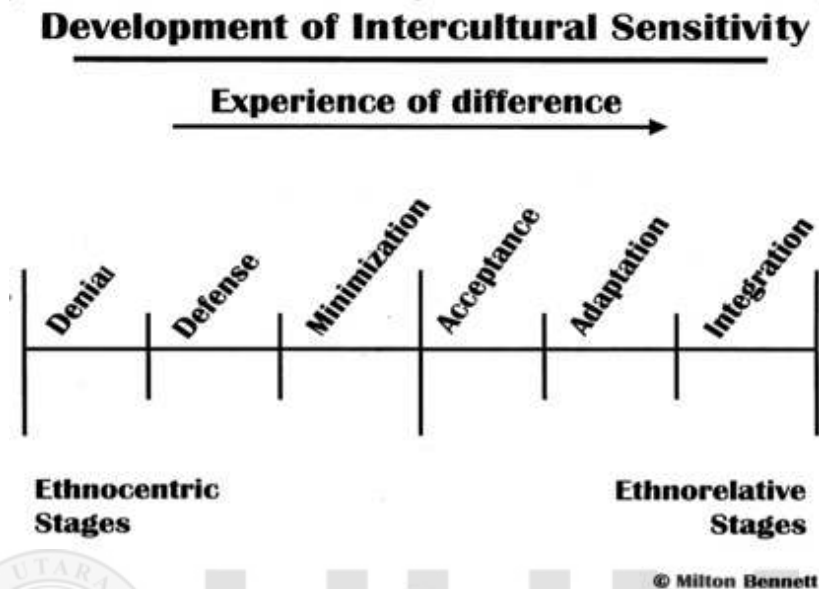 Development of Intercultural Sensitivity
Experience of difference
Denial
Defense
Minimization
Acceptance
Adaptation
Integration
Ethnocentric
Stages
Ethnorelative
Stages
UTARA
© Milton Bennett